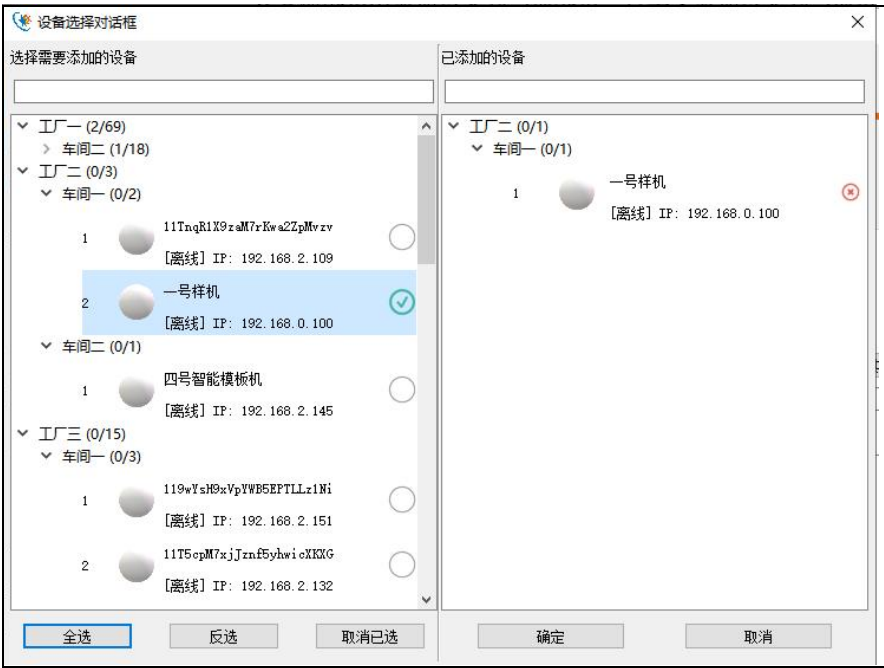 设备选择对话框
选择需要添加的设备
工厂一 (2/69)
车间二 (1/18)
工厂二 (0/3)
车间一 (0/2)
1
11TnqR1X9zaM7rKwa2ZpMvzv
[离线] IP: 192.168.2.109
2
一号样机
[离线] IP: 192.168.0.100
车间二 (0/1)
1
四号智能模板机
[离线] IP: 192.168.2.145
工厂三 (0/15)
车间一 (0/3)
1
119wYsH9xVpYWB5EPTLLz1Ni
[离线] IP: 192.168.2.151
2
11T5cpM7xjJznf5yhwicXKXG
[离线] IP: 192.168.2.132
全选
反选
取消已选
已添加的设备
工厂二 (0/1)
车间一 (0/1)
1
一号样机
[离线] IP: 192.168.0.100
确定
取消